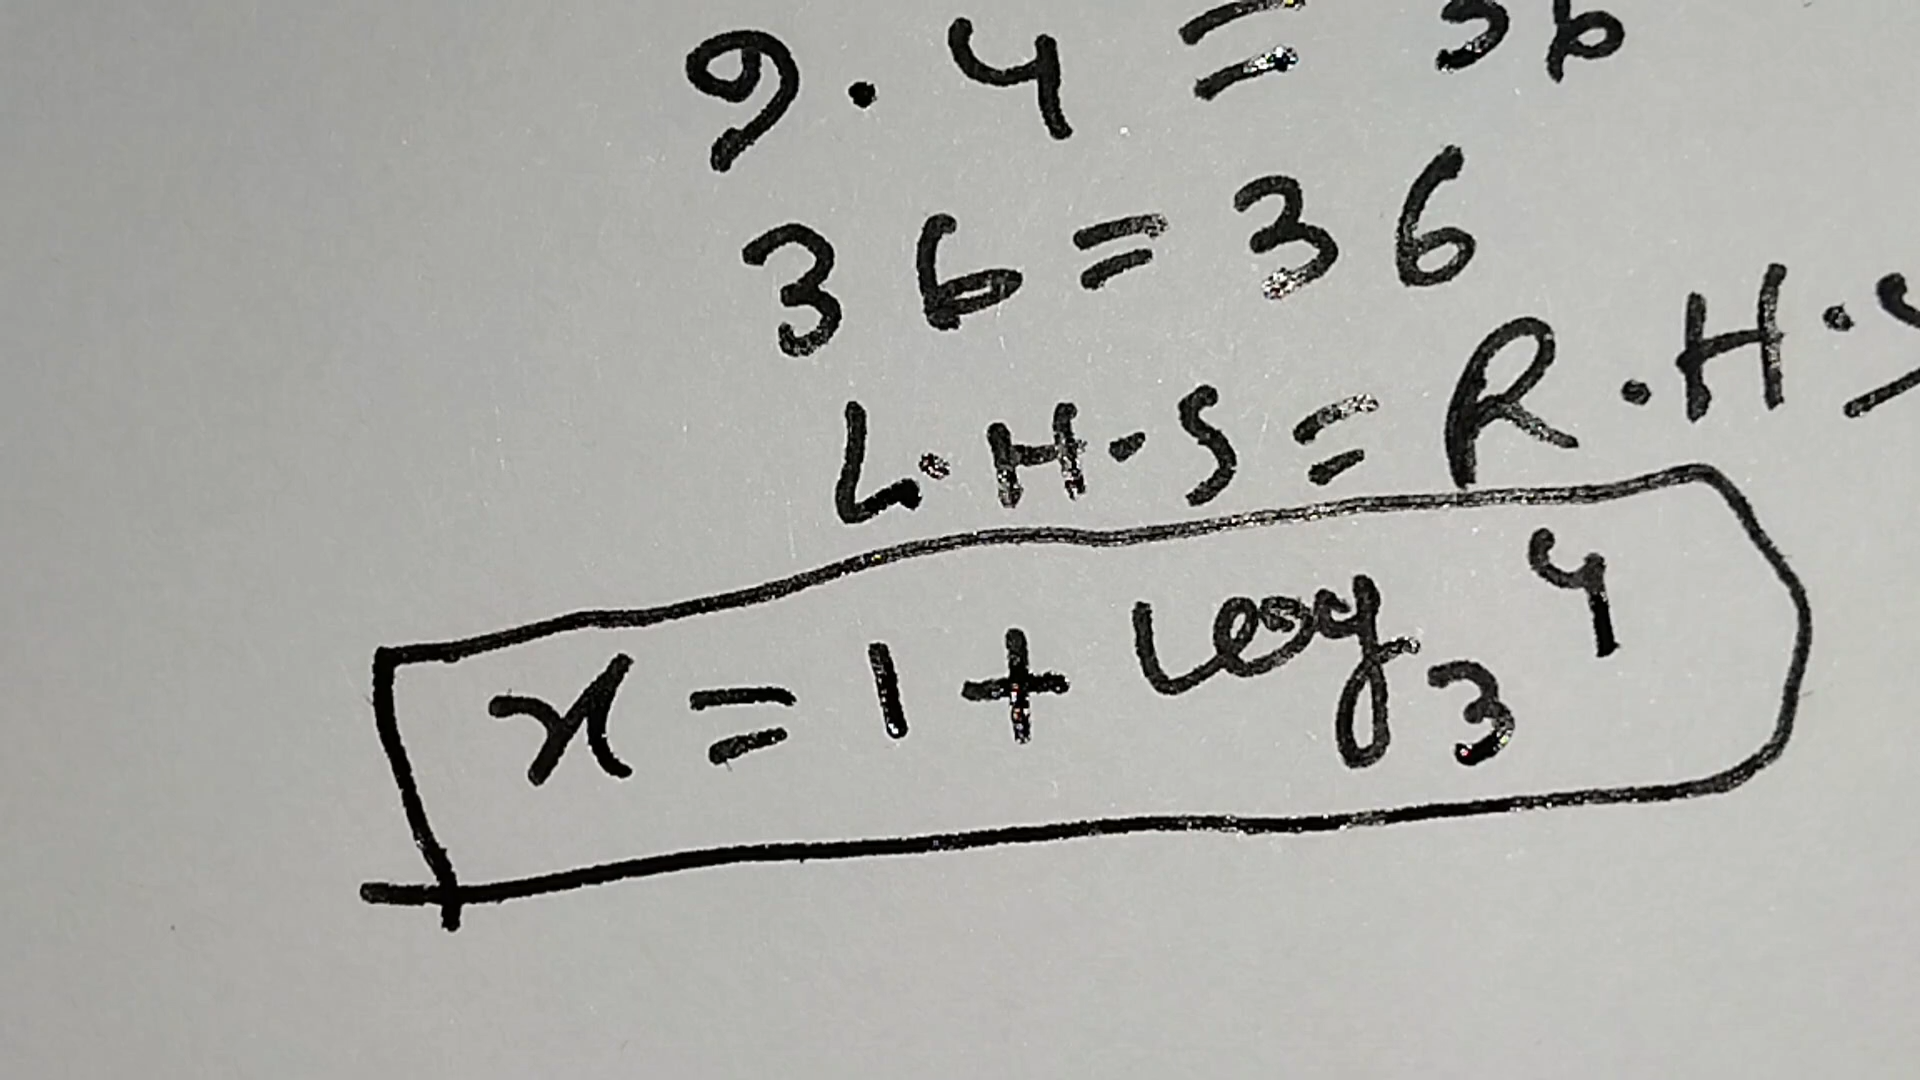 9 . 4 = 36
36 = 36
L.H.S = R.H.S
x = 1 + log₃ 4